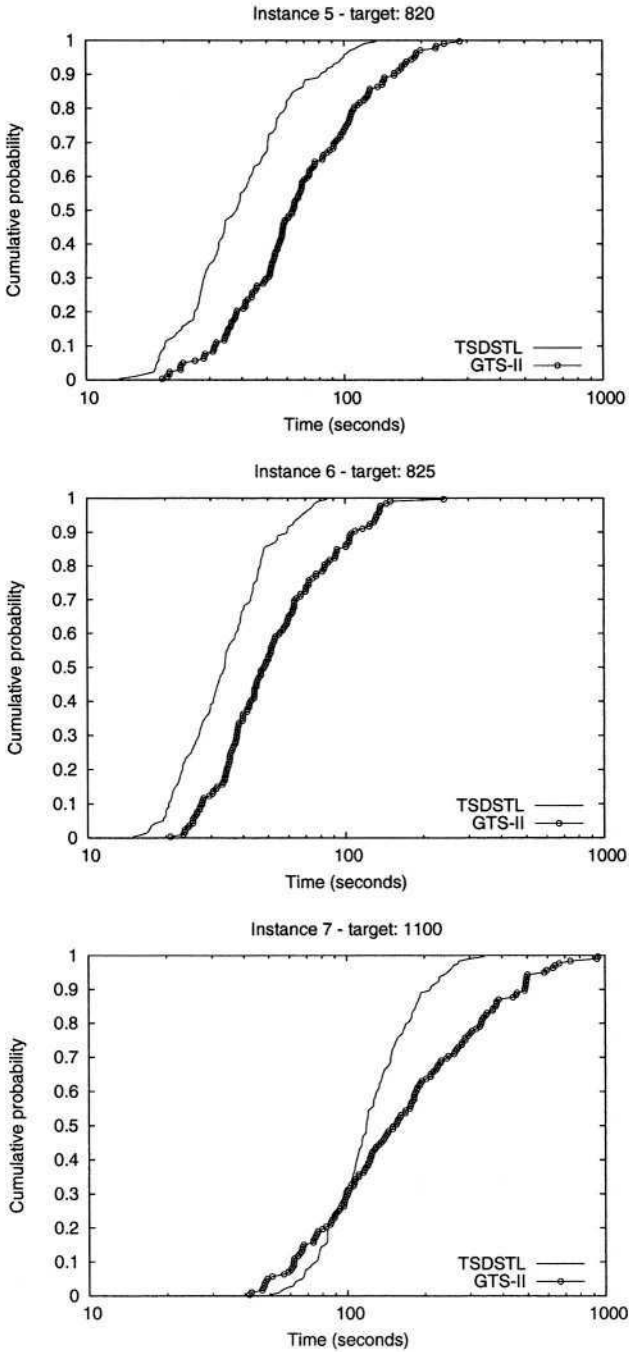 Instance 5 - target: 820
1
0.9
0.8
0.7
0.6
0.5
0.4
0.3
0.2
0.1
0
Cumulative probability
TSDSTL
GTS-II
10 100 1000
Time (seconds)
Instance 6 - target: 825
1
0.9
0.8
0.7
0.6
0.5
0.4
0.3
0.2
0.1
0
Cumulative probability
TSDSTL
GTS-II
10 100 1000
Time (seconds)
Instance 7 - target: 1100
1
0.9
0.8
0.7
0.6
0.5
0.4
0.3
0.2
0.1
0
Cumulative probability
TSDSTL
GTS-II
10 100 1000
Time (seconds)